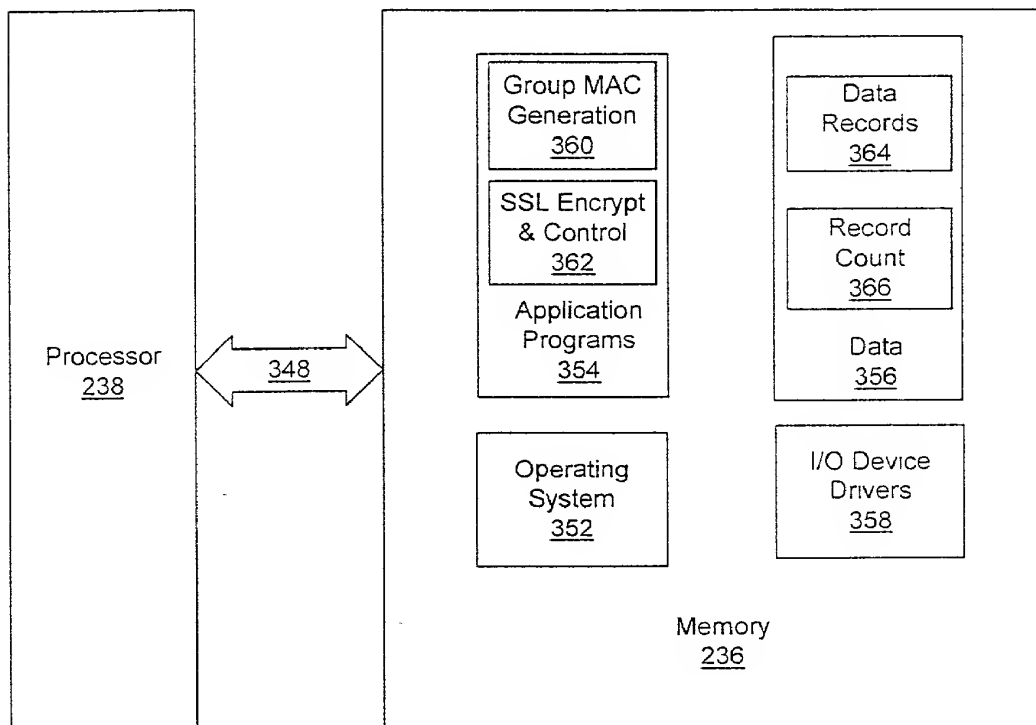 Processor
238
348
Group MAC
Generation
360
SSL Encrypt
& Control
362
Application
Programs
354
Data
Records
364
Record
Count
366
Data
356
Operating
System
352
I/O Device
Drivers
358
Memory
236